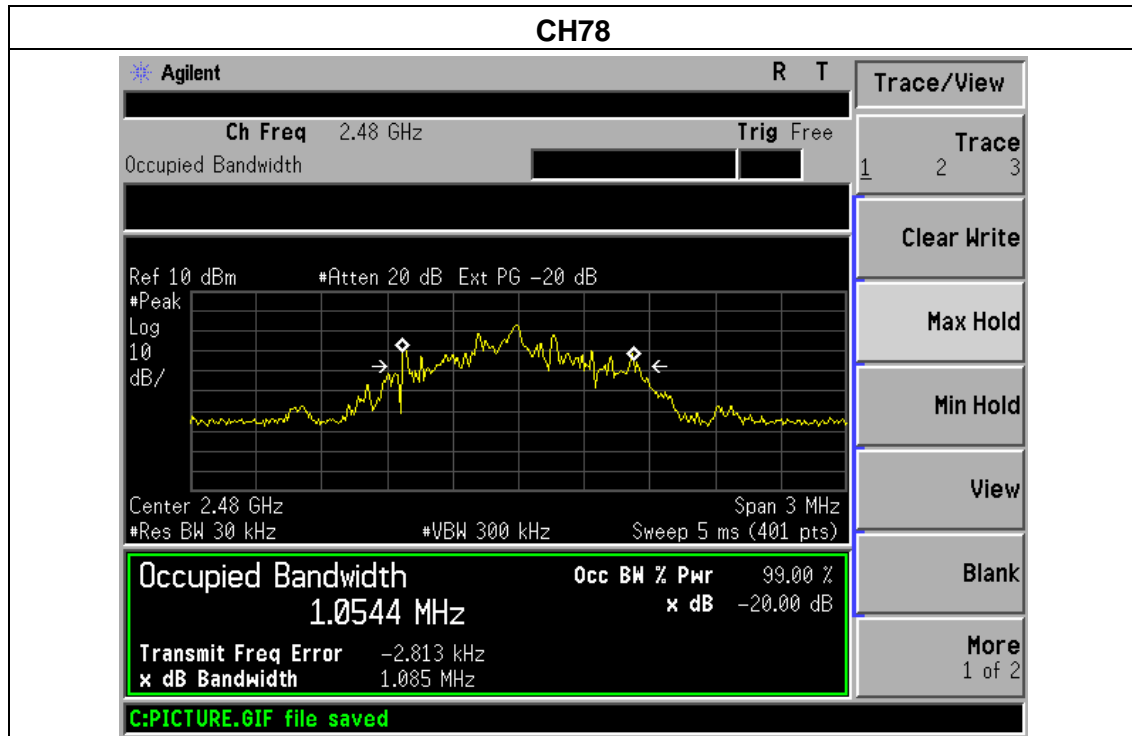 CH78
Agilent R T
Ch Freq 2.48 GHz Trig Free
Occupied Bandwidth
Ref 10 dBm #Atten 20 dB Ext PG -20 dB
#Peak
Log
10
dB/
Center 2.48 GHz Span 3 MHz
#Res BW 30 kHz #VBW 300 kHz Sweep 5 ms (401 pts)
Occupied Bandwidth Occ BW % Pwr 99.00 %
1.0544 MHz x dB -20.00 dB
Transmit Freq Error -2.813 kHz
x dB Bandwidth 1.085 MHz
C:PICTURE.GIF file saved
Trace/View
Trace
1 2 3
Clear Write
Max Hold
Min Hold
View
Blank
More
1 of 2